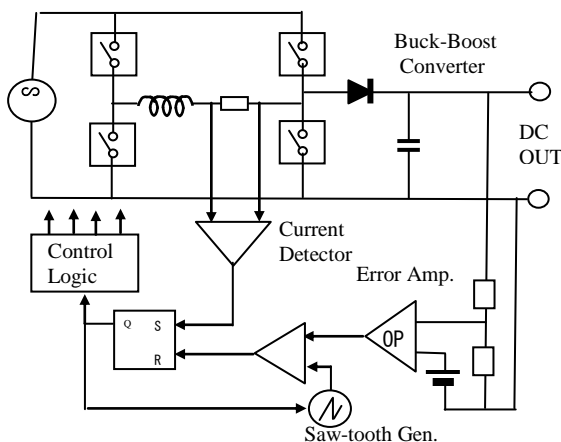 Buck-Boost
Converter
DC
OUT
Current
Detector
Control
Logic
Error Amp.
Q
S
R
OP
Saw-tooth Gen.
S